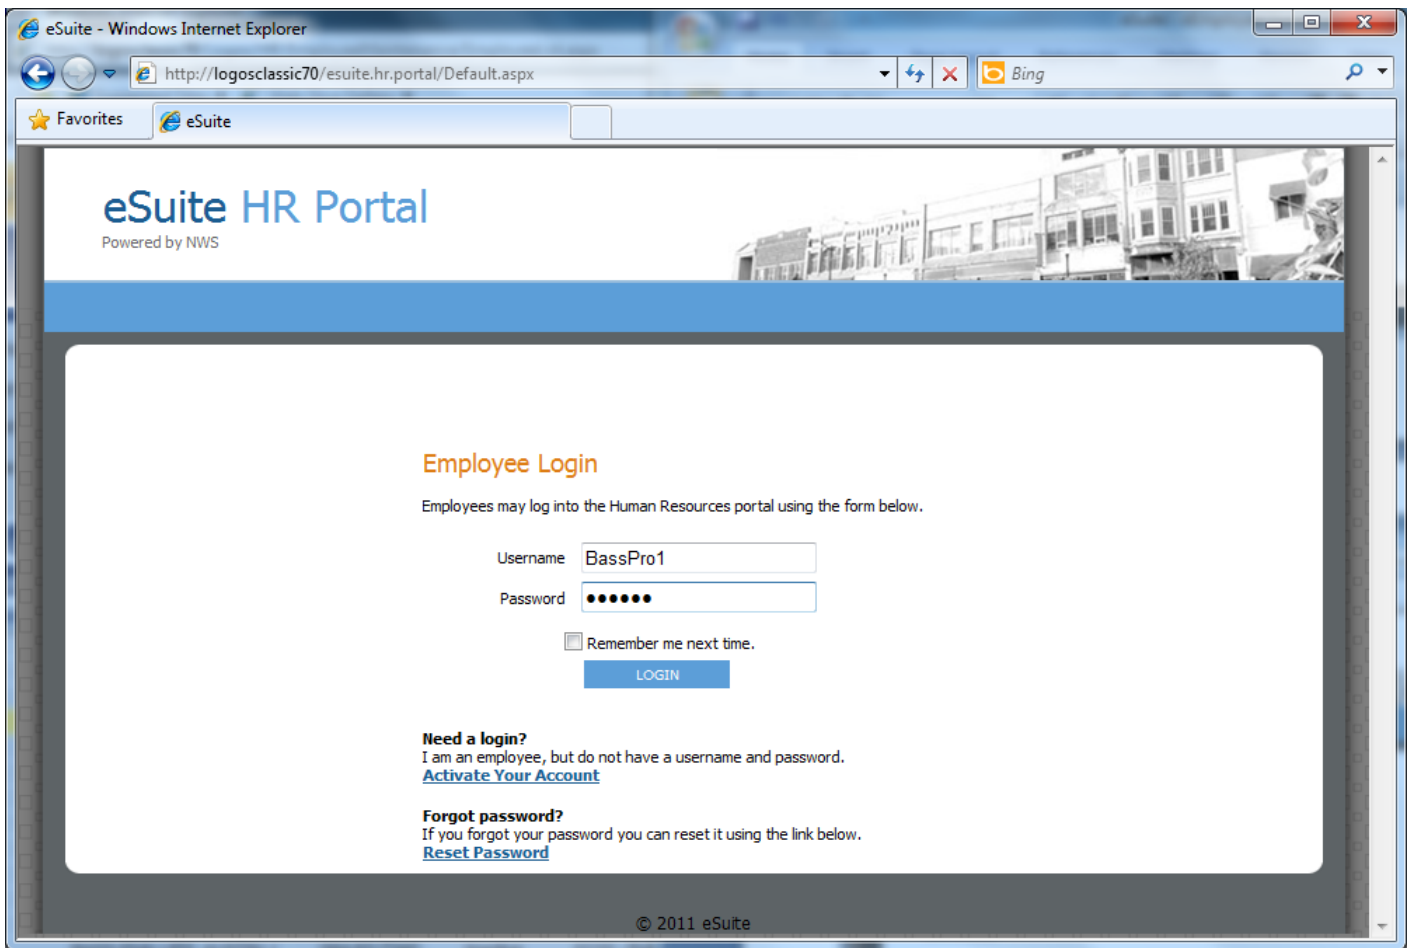 eSuite - Windows Internet Explorer
http://logosclassic70/esuite.hr.portal/Default.aspx
Bing
Favorites
eSuite
eSuite HR Portal
Powered by NWS
Employee Login
Employees may log into the Human Resources portal using the form below.
Username BassPro1
Password ●●●●●●
Remember me next time.
LOGIN
Need a login?
I am an employee, but do not have a username and password.
Activate Your Account
Forgot password?
If you forgot your password you can reset it using the link below.
Reset Password
© 2011 eSuite